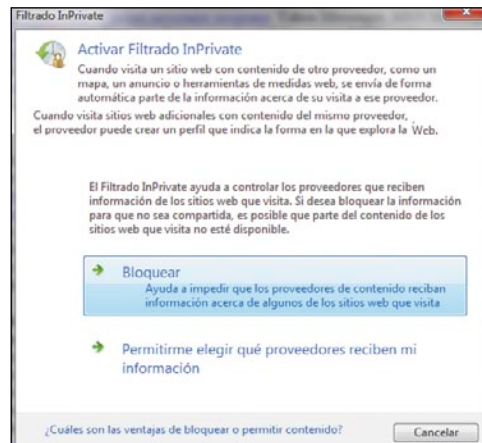 Filtrado InPrivate
Activar Filtrado InPrivate
Cuando visita un sitio web con contenido de otro proveedor, como un
mapa, un anuncio o herramientas de medidas web, se envía de forma
automática parte de la información acerca de su visita a ese proveedor.
Cuando visita sitios web adicionales con contenido del mismo proveedor,
el proveedor puede crear un perfil que indica la forma en la que explora la Web.
El Filtrado InPrivate ayuda a controlar los proveedores que reciben
información de los sitios web que visita. Si desea bloquear la información
para que no sea compartida, es posible que parte del contenido de los
sitios web que visita no esté disponible.
Bloquear
Ayuda a impedir que los proveedores de contenido reciban
información acerca de algunos de los sitios web que visita
Permitirme elegir qué proveedores reciben mi
información
¿Cuáles son las ventajas de bloquear o permitir contenido?
Cancelar